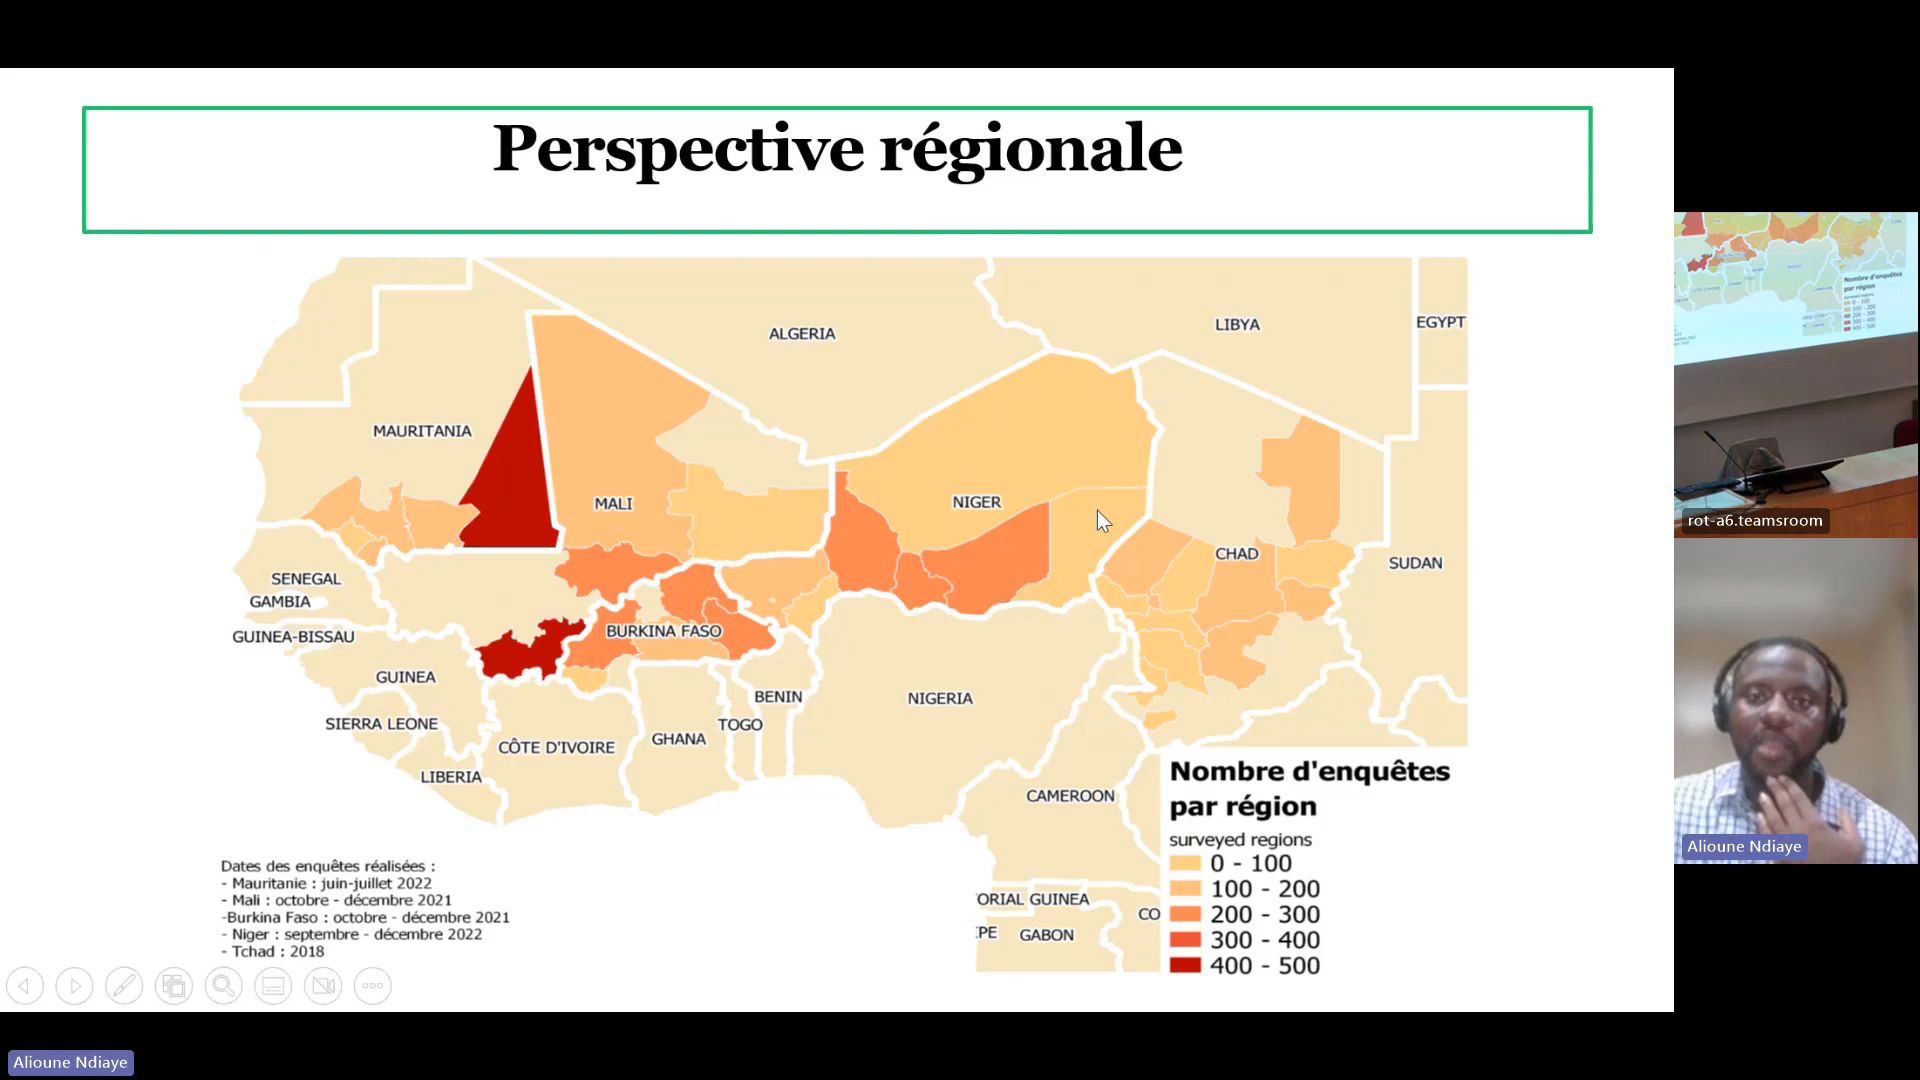 Perspective régionale
ALGERIA
LIBYA
EGYPT
MAURITANIA
MALI
NIGER
CHAD
SUDAN
SENEGAL
GAMBIA
GUINEA-BISSAU
BURKINA FASO
GUINEA
SIERRA LEONE
LIBERIA
CÔTE D'IVOIRE
GHANA
TOGO
BENIN
NIGERIA
CAMEROON
ORIAL GUINEA
PE
GABON
CO
Nombre d'enquêtes
par région
surveyed regions
0 - 100
100 - 200
200 - 300
300 - 400
400 - 500
Dates des enquêtes réalisées :
- Mauritanie : juin-juillet 2022
- Mali : octobre - décembre 2021
-Burkina Faso : octobre - décembre 2021
- Niger : septembre - décembre 2022
- Tchad : 2018
Nombre d'enquêtes
par région
rot-a6.teamsroom
Alioune Ndiaye
Alioune Ndiaye